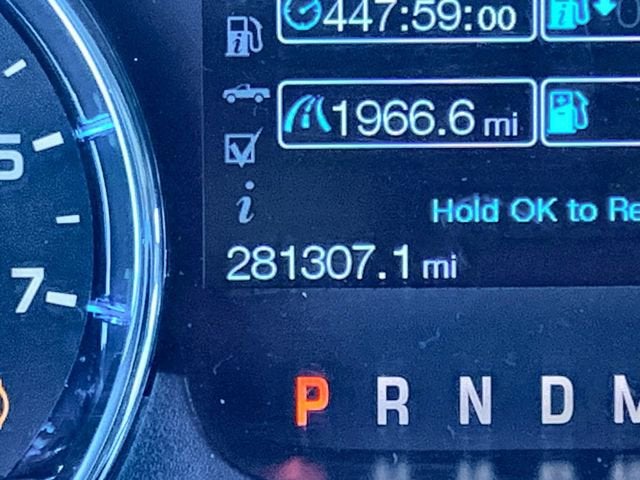 447:59:00
1966.6 mi
5
Hold OK to Re
281307.1 mi
7
P R N D M